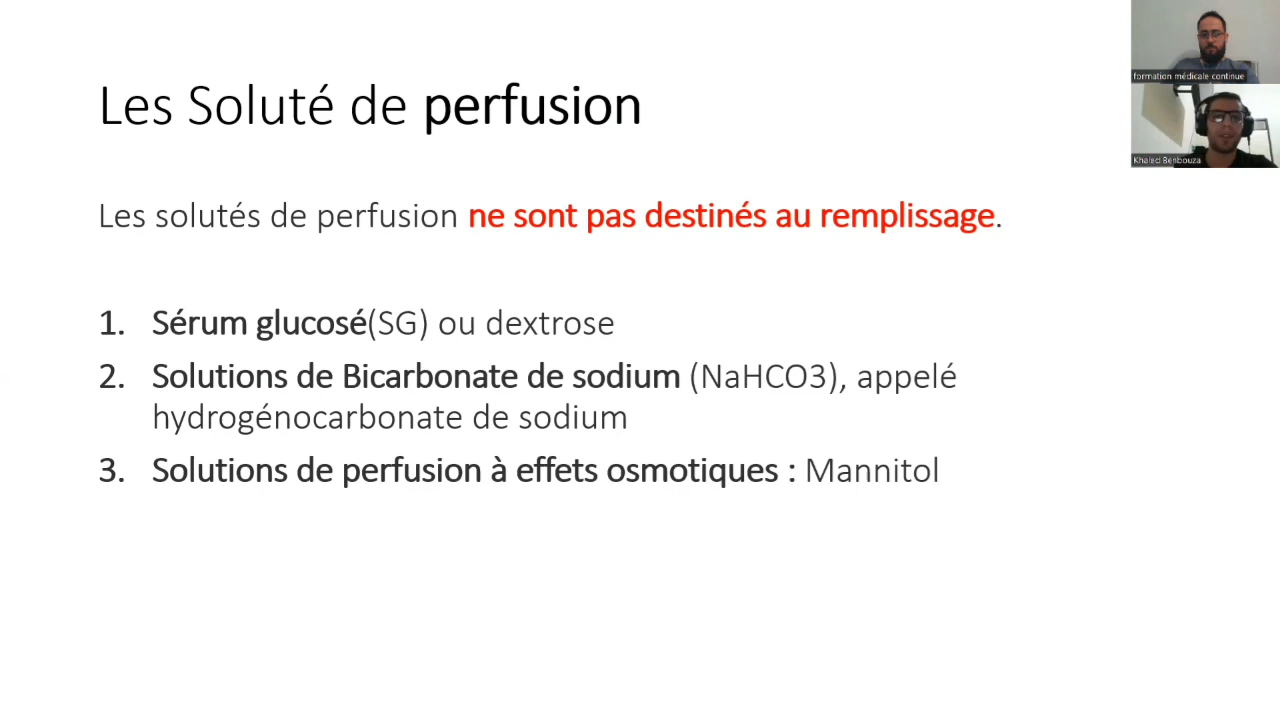 Les Soluté de perfusion
formation médicale continue
Khaled Benbouza
Les solutés de perfusion ne sont pas destinés au remplissage.
1. Sérum glucosé(SG) ou dextrose
2. Solutions de Bicarbonate de sodium (NaHCO3), appelé
hydrogénocarbonate de sodium
3. Solutions de perfusion à effets osmotiques : Mannitol